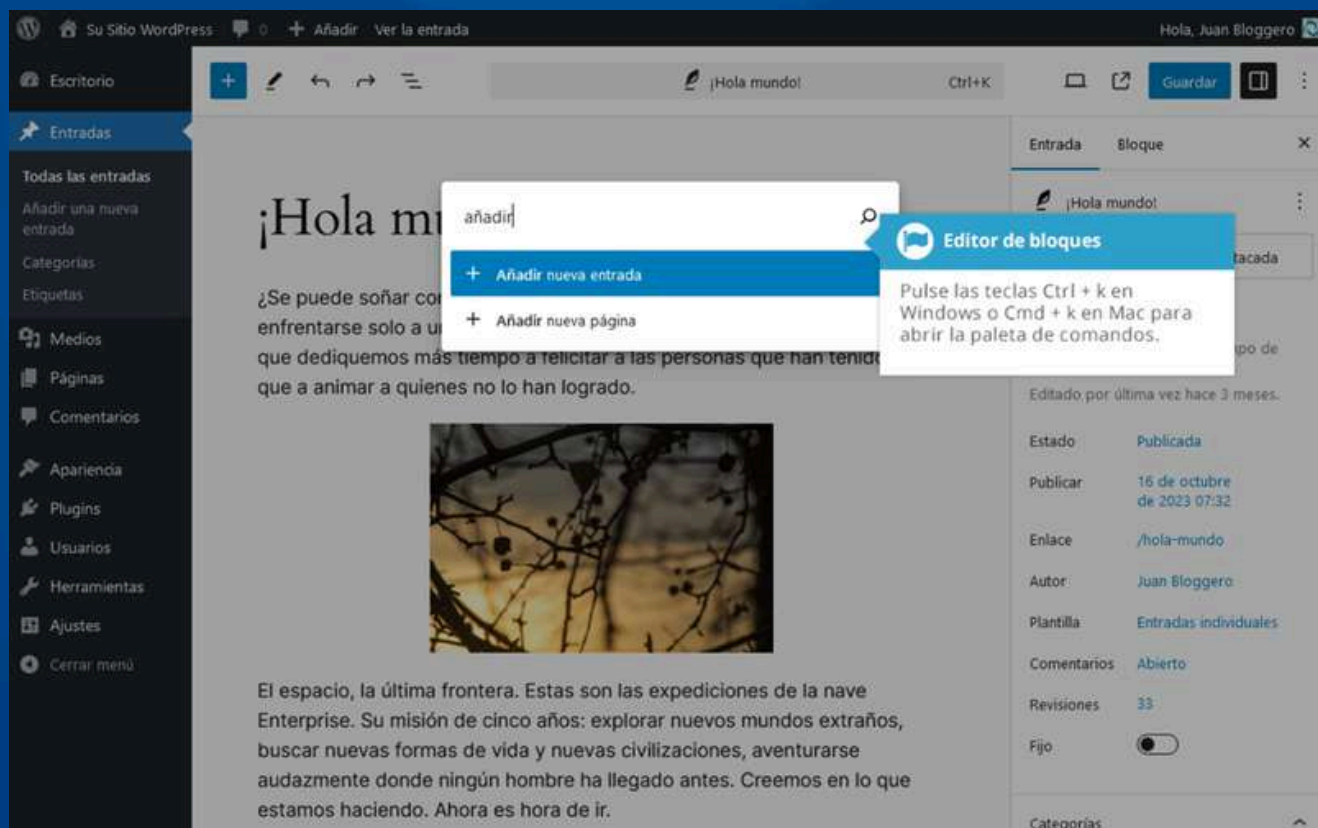 Su Sitio WordPress 0 + Añadir Ver la entrada Hola, Juan Bloggero
Escritorio
Entradas
Todas las entradas
Añadir una nueva
entrada
Categorías
Etiquetas
Medios
Páginas
Comentarios
Apariencia
Plugins
Usuarios
Herramientas
Ajustes
Cerrar menú
¡Hola mundo! Ctrl+K
Guardar
¡Hola m
añadir
+ Añadir nueva entrada
+ Añadir nueva página
Editor de bloques
Pulse las teclas Ctrl + k en
Windows o Cmd + k en Mac para
abrir la paleta de comandos.
¿Se puede soñar
enfrentarse solo a
que dediquemos más tiempo a felicitar a las personas que han tenido
que a animar a quienes no lo han logrado.
El espacio, la última frontera. Estas son las expediciones de la nave
Enterprise. Su misión de cinco años: explorar nuevos mundos extraños,
buscar nuevas formas de vida y nuevas civilizaciones, aventurarse
audazmente donde ningún hombre ha llegado antes. Creemos en lo que
estamos haciendo. Ahora es hora de ir.
Entrada Bloque
¡Hola mundo!
tacada
po de
Editado por última vez hace 3 meses.
Estado Publicada
Publicar 16 de octubre
de 2023 07:32
Enlace /hola-mundo
Autor Juan Bloggero
Plantilla Entradas individuales
Comentarios Abierto
Revisiones 33
Fijo
Categorías